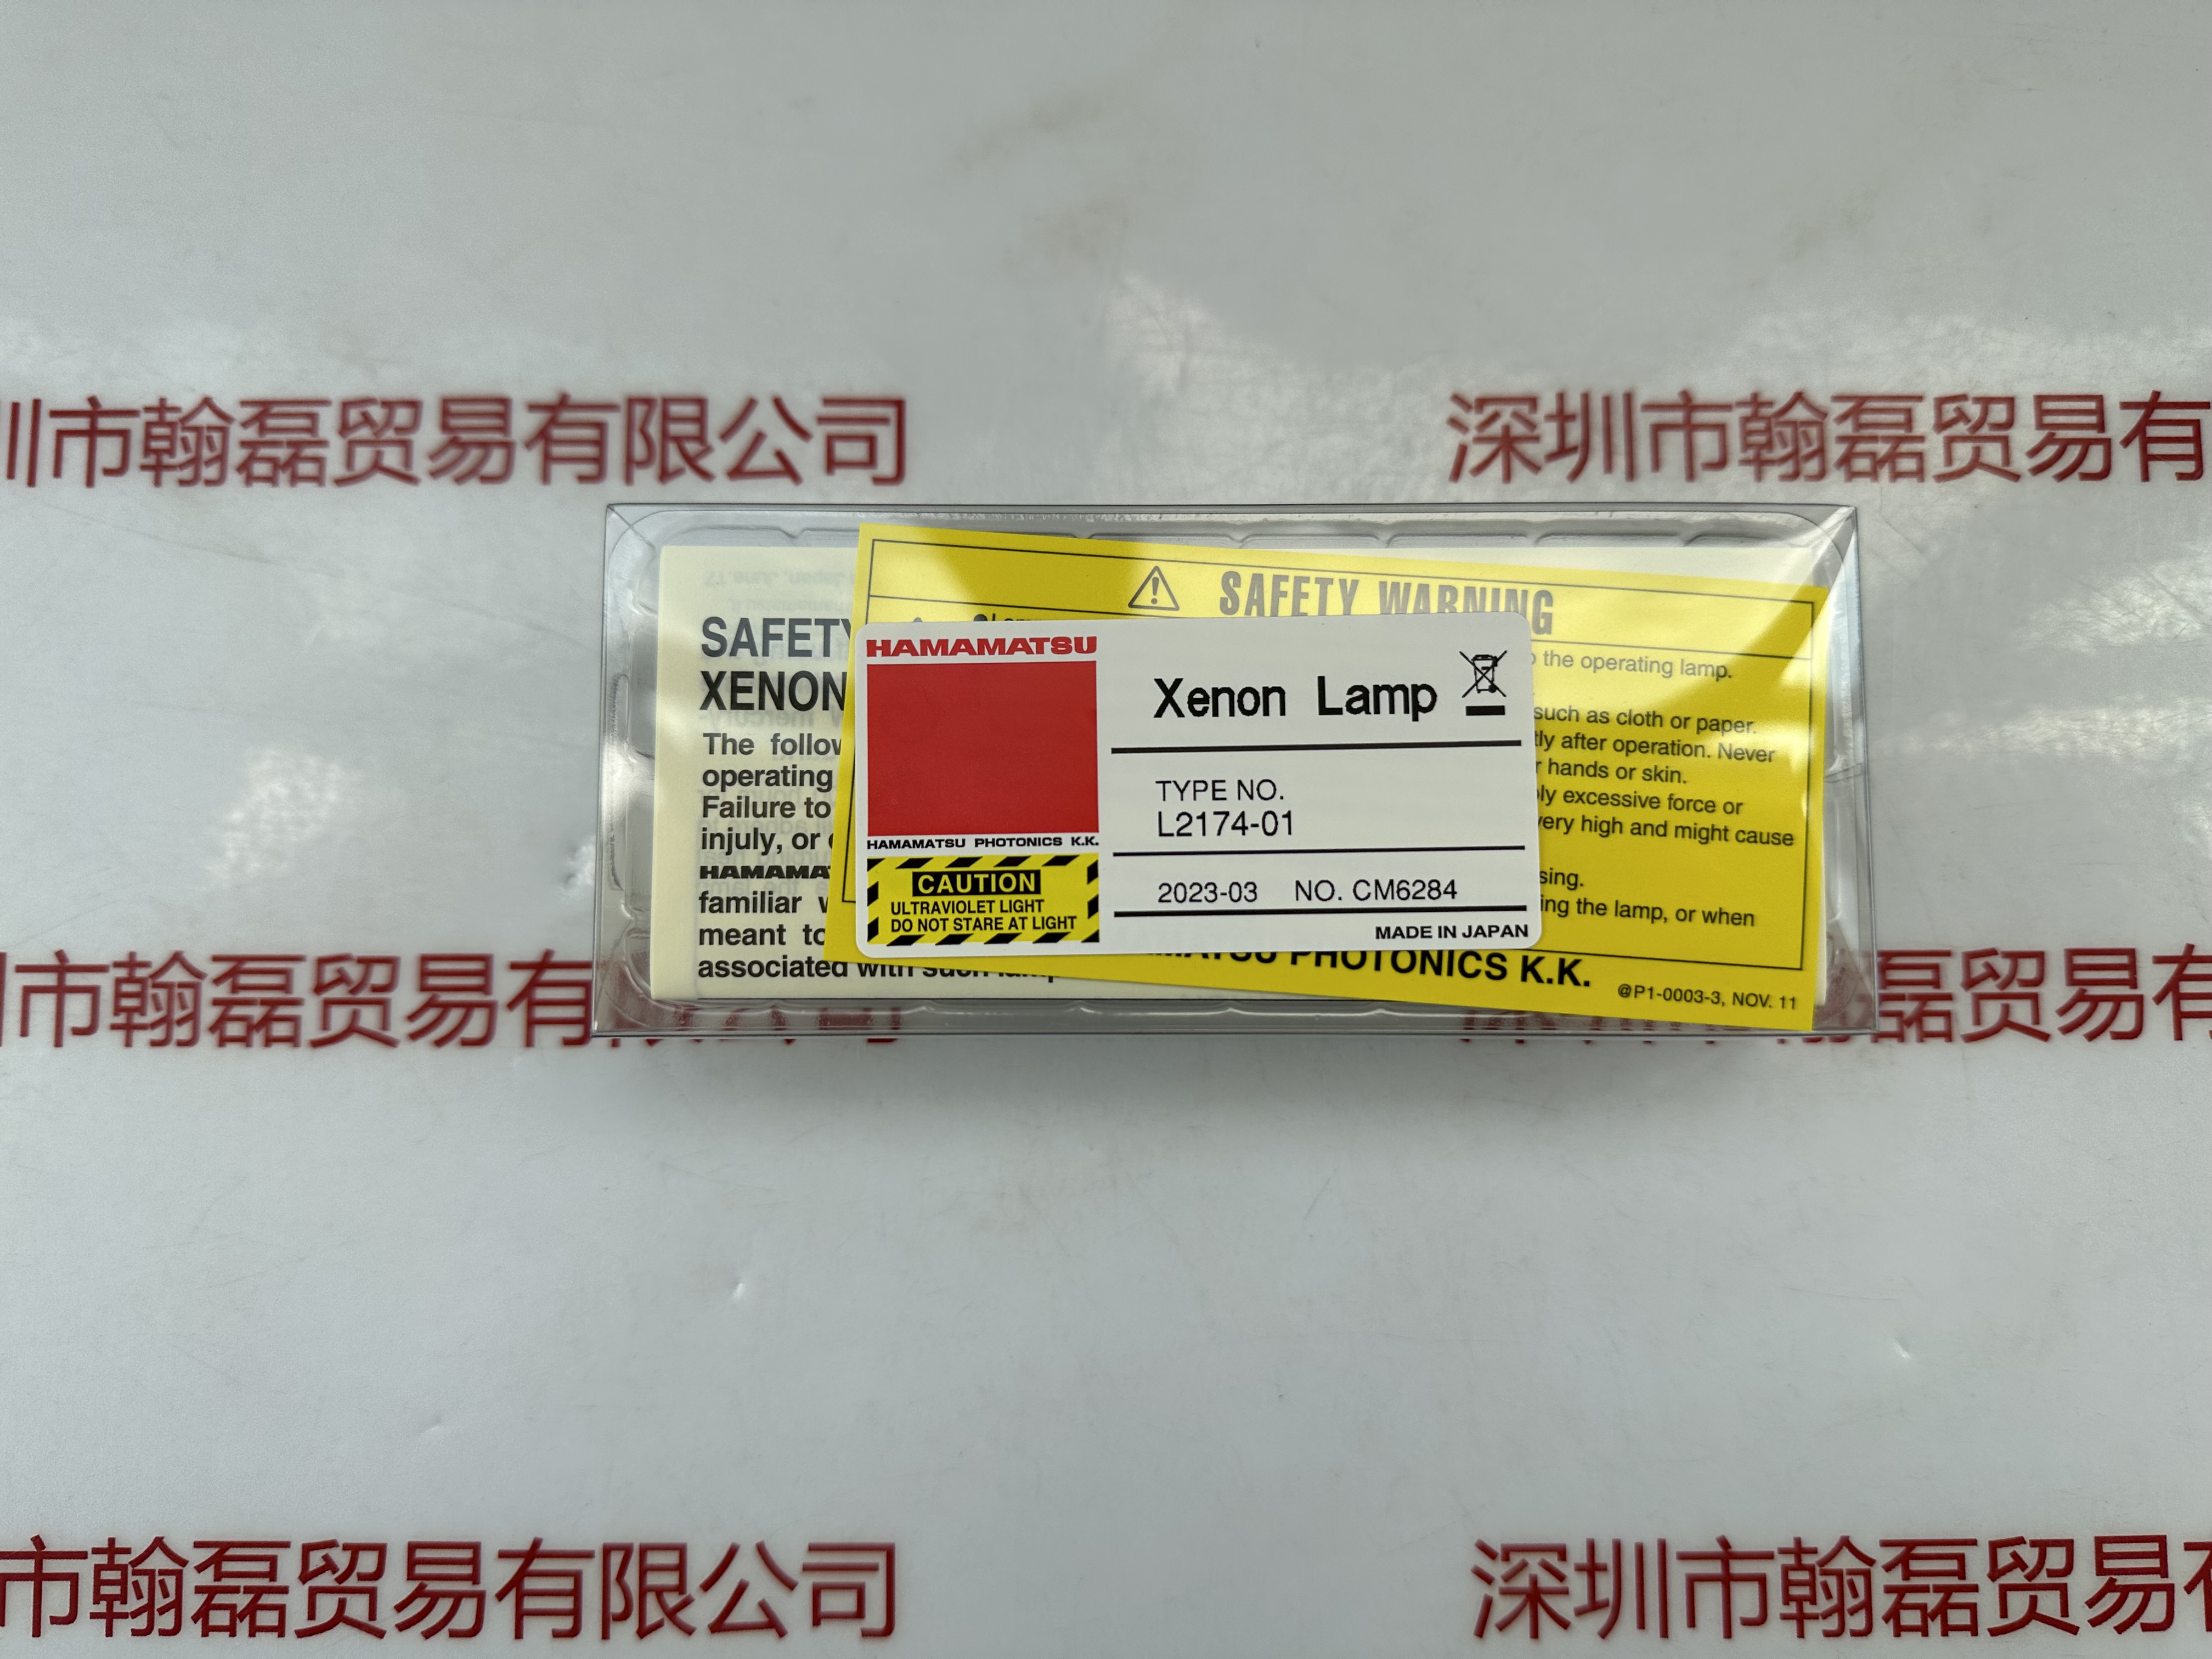 圳市翰磊贸易有限公司
深圳市翰磊贸易有
SAFETY WARNING
SAFETY
XENON
The follow
operating
Failure to
injuly, or
HAMAMA
familiar
meant to
associated with such
the operating lamp.
such as cloth or paper.
after operation. Never
hands or skin.
excessive force or
very high and might cause
ing the lamp, or when
PHOTONICS K.K.
@P1-0003-3, NOV. 11
HAMAMATSU
HAMAMATSU PHOTONICS K.K.
CAUTION
ULTRAVIOLET LIGHT
DO NOT STARE AT LIGHT
Xenon Lamp
TYPE NO.
L2174-01
2023-03 NO. CM6284
MADE IN JAPAN
市翰磊贸易有
磊贸易有
市翰磊贸易有限公司
深圳市翰磊贸易